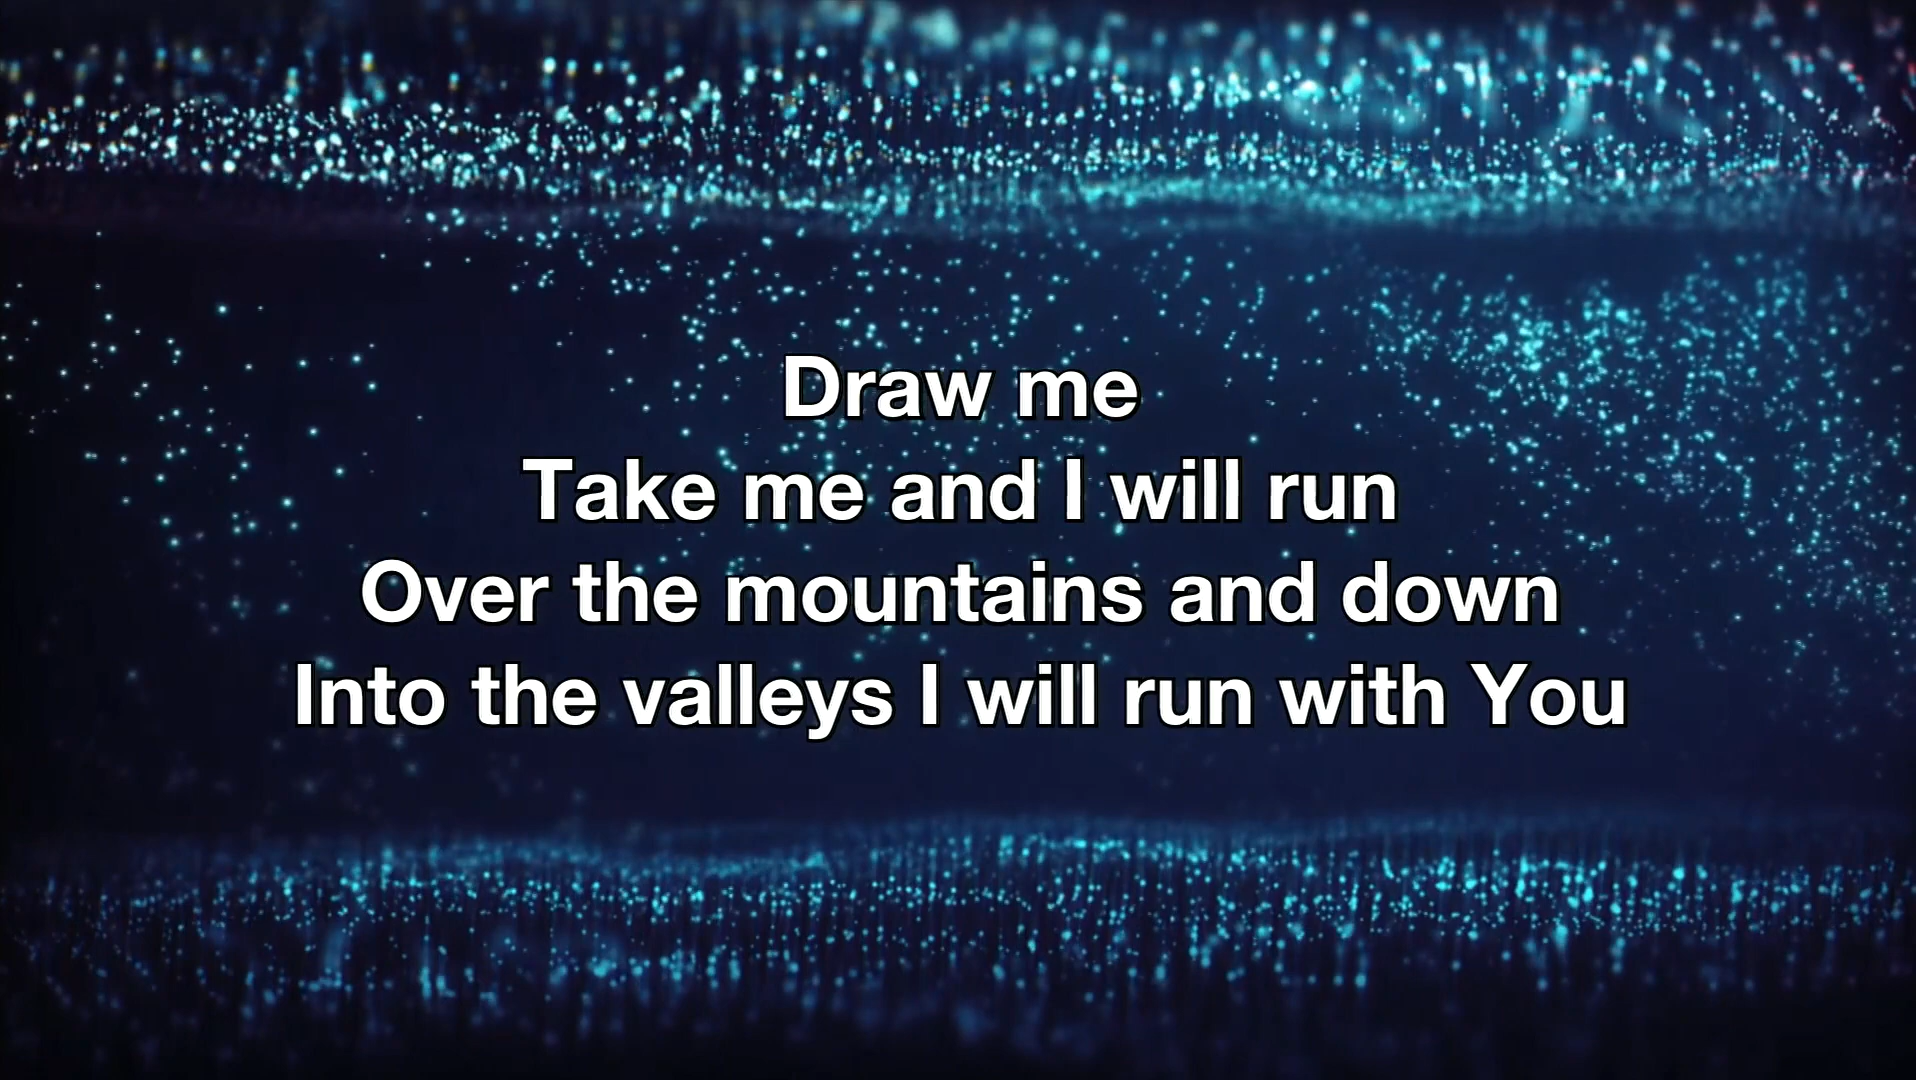 Draw me
Take me and I will run
Over the mountains and down
Into the valleys I will run with You